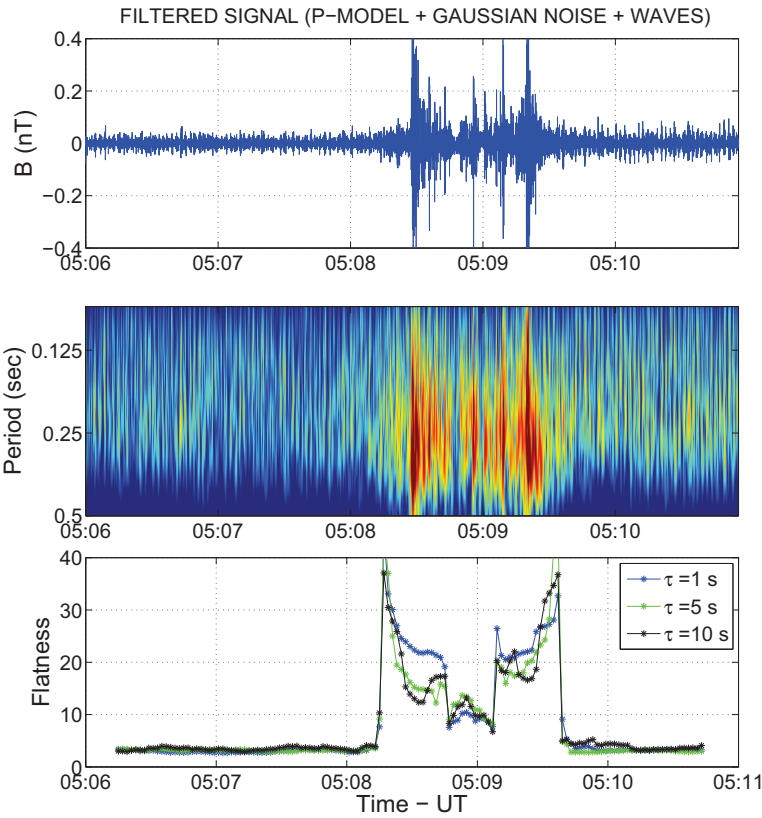 FILTERED SIGNAL (P−MODEL + GAUSSIAN NOISE + WAVES)
B (nT)
0.4
0.2
0
−0.2
−0.4
05:06 05:07 05:08 05:09 05:10
Period (sec)
0.125
0.25
0.5
05:06 05:07 05:08 05:09 05:10
Flatness
40
30
20
10
0
τ =1 s
τ =5 s
τ =10 s
05:06 05:07 05:08 05:09 05:10 05:11
Time − UT